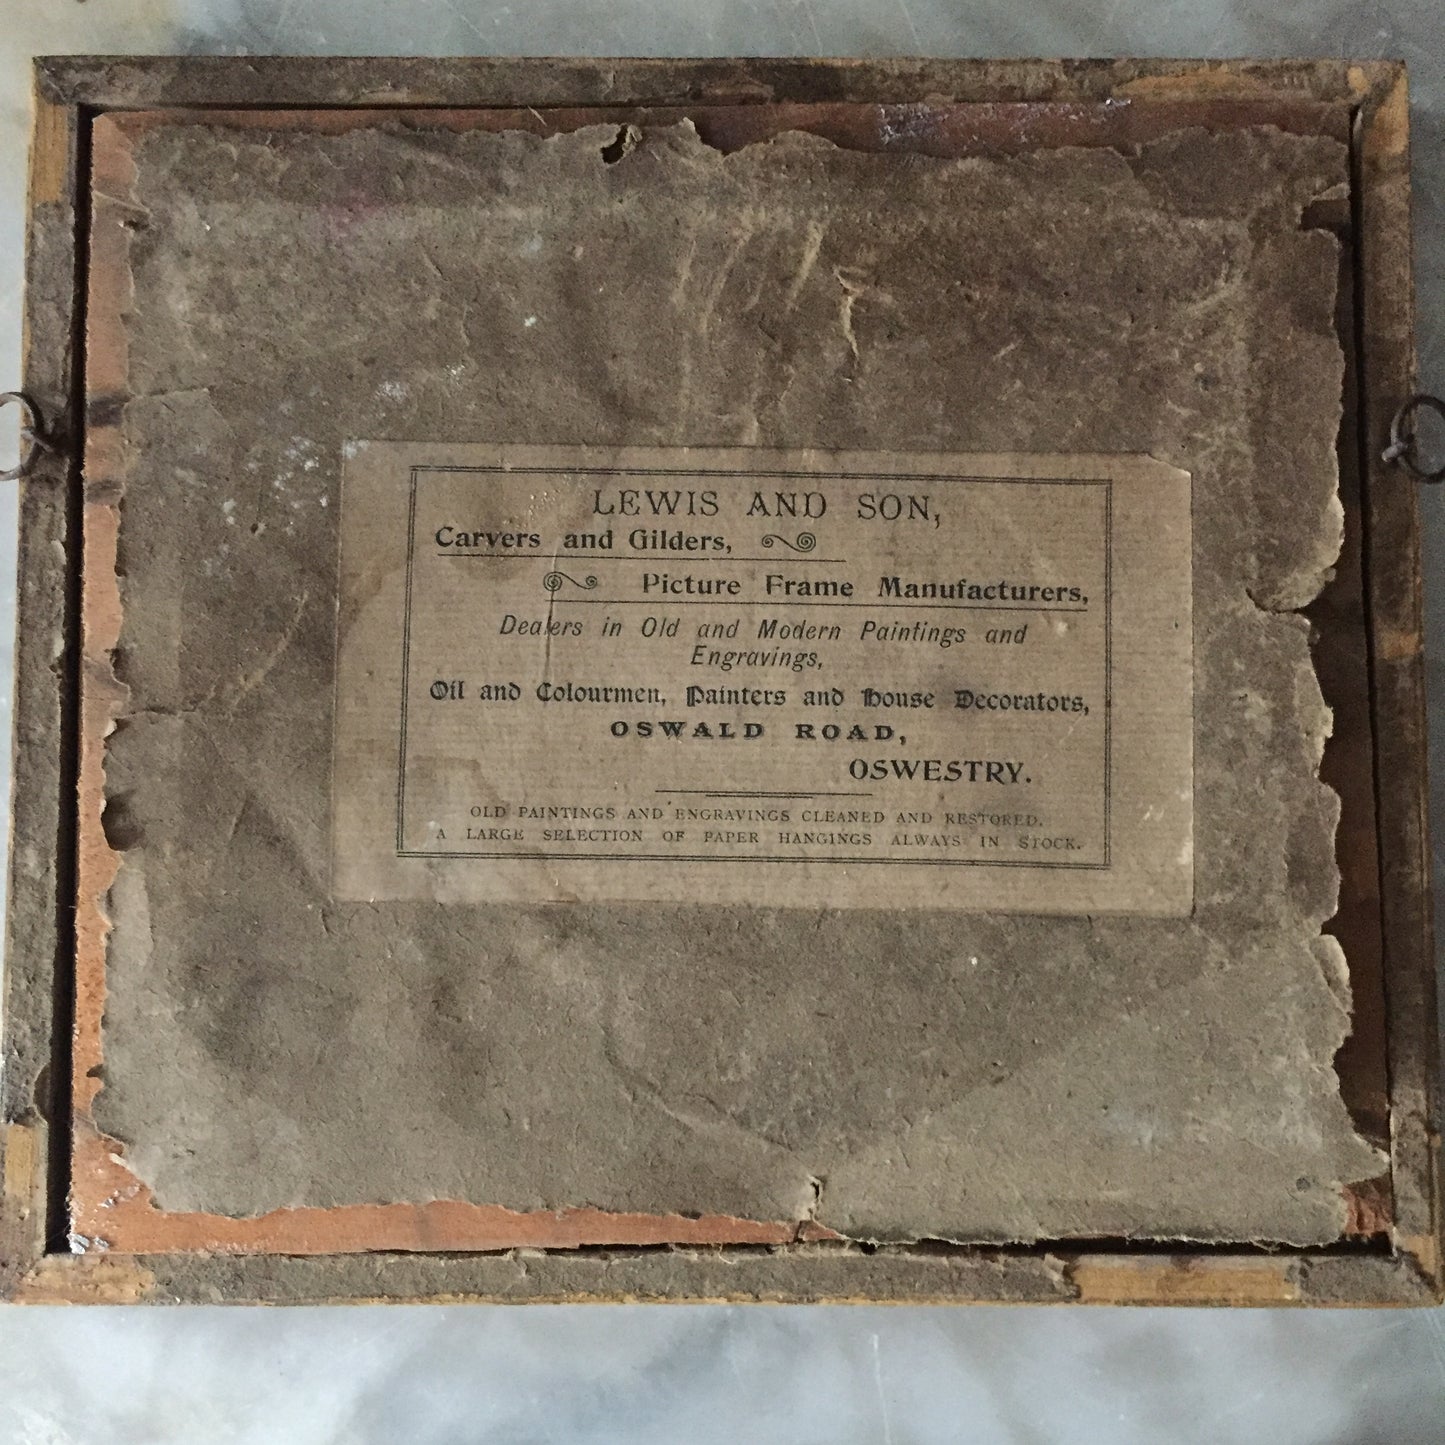 LEWIS AND SON,
Carvers and Gilders,
Picture Frame Manufacturers,
Dealers in Old and Modern Paintings and
Engravings,
Oil and Colourmen, Painters and House Decorators,
OSWALD ROAD,
OSWESTRY.
OLD PAINTINGS AND ENGRAVINGS CLEANED AND RESTORED.
A LARGE SELECTION OF PAPER HANGINGS ALWAYS IN STOCK.